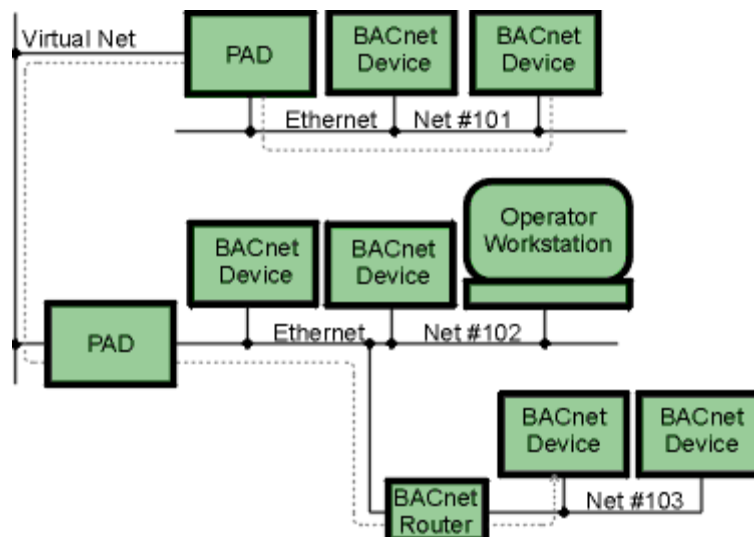 Virtual Net
PAD
BACnet
Device
BACnet
Device
Ethernet
Net #101
BACnet
Device
BACnet
Device
Operator
Workstation
PAD
Ethernet
Net #102
BACnet
Device
BACnet
Device
BACnet
Router
Net #103